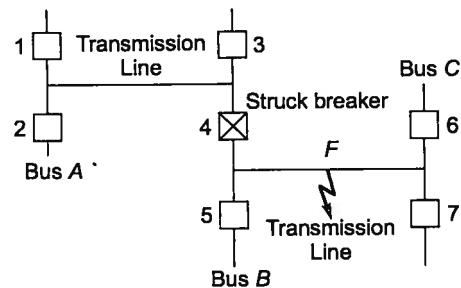 1
Transmission
Line
3
Bus C
2
4
Struck breaker
6
Bus A
F
5
7
Transmission
Line
Bus B